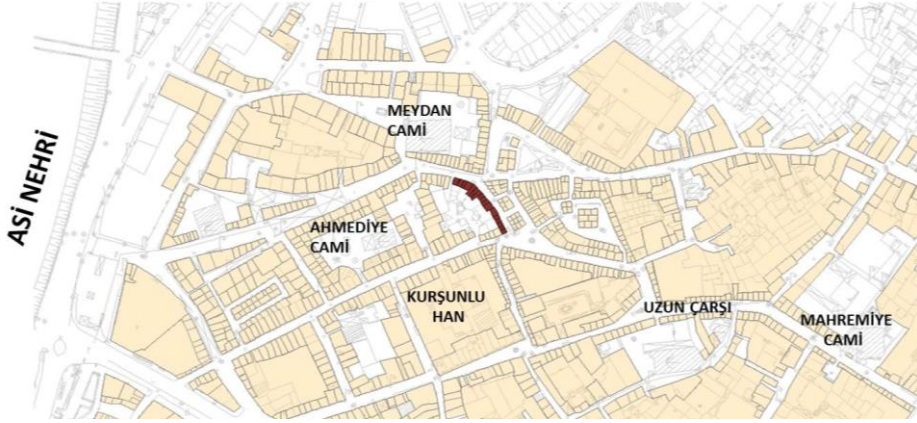 MEYDAN
CAMİ
ASİ NEHRİ
AHMEDİYE
CAMİ
KURŞUNLU
HAN
UZUN ÇARŞI
MAHREMİYE
CAMİ